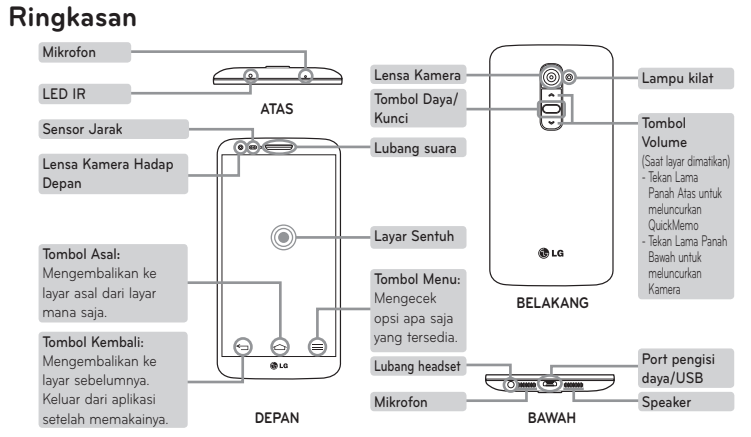 Ringkasan
Mikrofon
LED IR
ATAS
Sensor Jarak
Lensa Kamera Hadap
Depan
Lubang suara
Layar Sentuh
Tombol Asal:
Mengembalikan ke
layar asal dari layar
mana saja.
Tombol Kembali:
Mengembalikan ke
layar sebelumnya.
Keluar dari aplikasi
setelah memakainya.
Tombol Menu:
Mengecek
opsi apa saja
yang tersedia.
LG
DEPAN
Lensa Kamera
Tombol Daya/
Kunci
Lampu kilat
Tombol
Volume
(Saat layar dimatikan)
- Tekan Lama
Panah Atas untuk
meluncurkan
QuickMemo
- Tekan Lama Panah
Bawah untuk
meluncurkan
Kamera
LG
BELAKANG
Lubang headset
Mikrofon
Port pengisi
daya/USB
Speaker
BAWAH